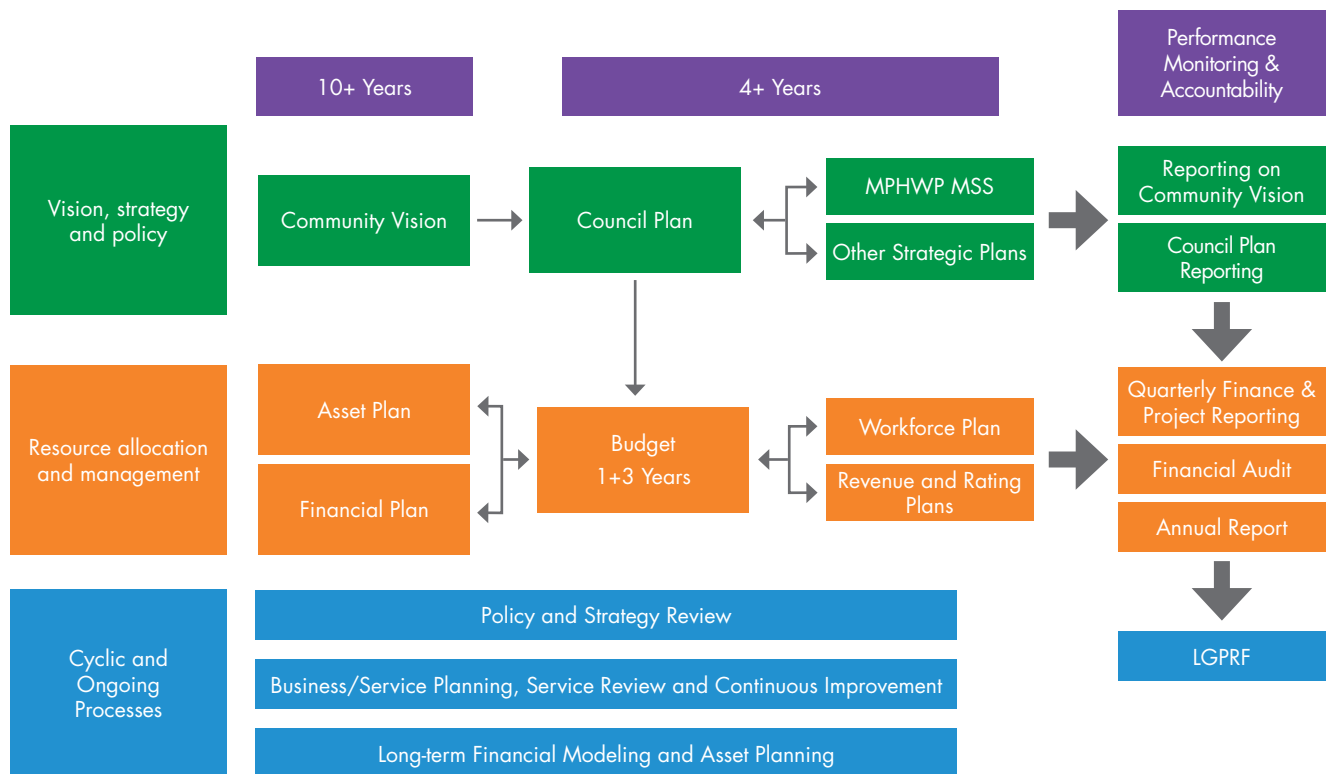 10+ Years
4+ Years
Performance
Monitoring &
Accountability
Vision, strategy
and policy
Community Vision
Council Plan
MPHWP MSS
Other Strategic Plans
Reporting on
Community Vision
Council Plan
Reporting
Resource allocation
and management
Asset Plan
Financial Plan
Budget
1+3 Years
Workforce Plan
Revenue and Rating
Plans
Quarterly Finance &
Project Reporting
Financial Audit
Annual Report
Cyclic and
Ongoing
Processes
Policy and Strategy Review
Business/Service Planning, Service Review and Continuous Improvement
Long-term Financial Modeling and Asset Planning
LGPRF